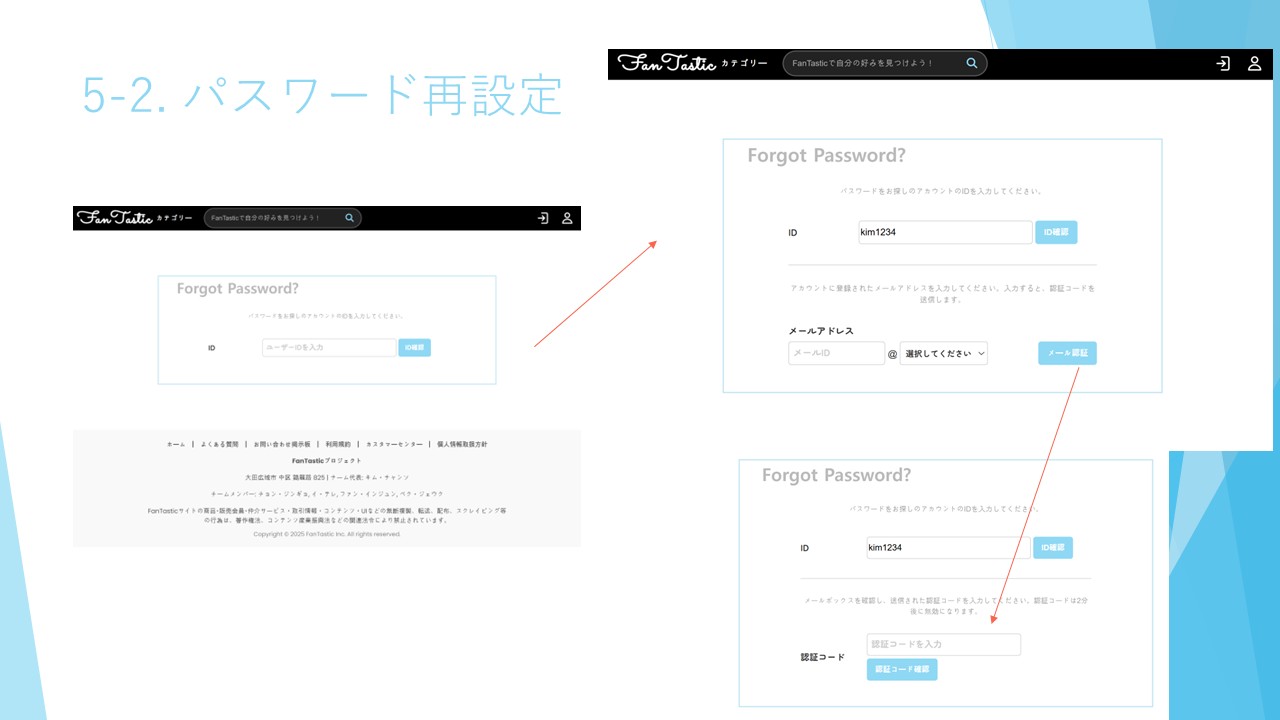 5-2. パスワード再設定
FanTastic カテゴリー FanTasticで自分の好みを見つけよう！
Forgot Password?
パスワードをお探しのアカウントのIDを入力してください。
ID ユーザーIDを入力 ID確認
ホーム | よくある質問 | お問い合わせ掲示板 | 利用規約 | カスタマーセンター | 個人情報取扱方針
FanTasticプロジェクト
チームメンバー: チョン・ジンギョ, イ・アレ, ファン・インジュン, ペク・ジョウク
FanTasticサイトの商品・販売会員・仲介サービス・取引情報・コンテンツ・UIなどの無断複製、転送、配布、スクレイピング等
の行為は、著作権法、コンテンツ産業振興法などの関連法令により禁止されています。
Copyright © 2025 FanTastic Inc. All rights reserved.
FanTastic カテゴリー FanTasticで自分の好みを見つけよう！
Forgot Password?
パスワードをお探しのアカウントのIDを入力してください。
ID kim1234 ID確認
アカウントに登録されたメールアドレスを入力してください。入力すると、認証コードを
送信します。
メールアドレス
メールID @ 選択してください メール認証
Forgot Password?
パスワードをお探しのアカウントのIDを入力してください。
ID kim1234 ID確認
メールボックスを確認し、送信された認証コードを入力してください。認証コードは2分
後に無効になります。
認証コードを入力
認証コード
認証コード確認